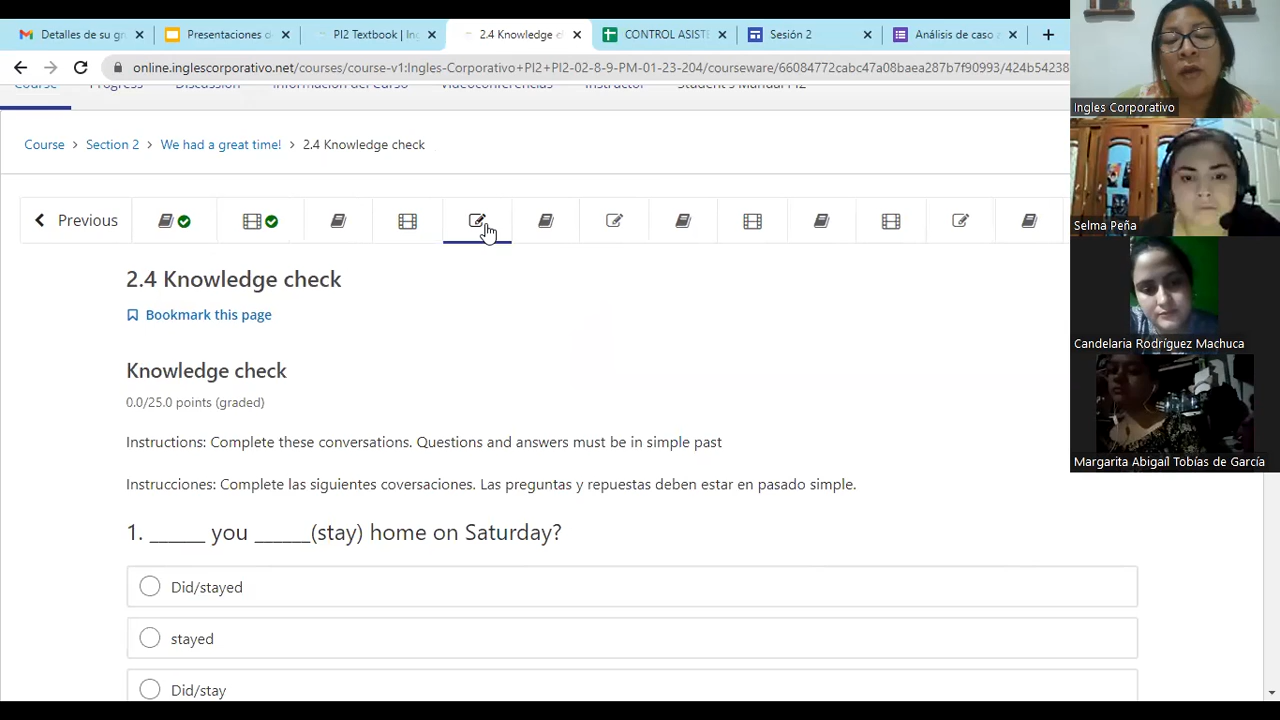 Detalles de su gr
Presentaciones d
PI2 Textbook | In
2.4 Knowledge c
CONTROL ASISTE
Sesión 2
Análisis de caso
online.inglescorporativo.net/courses/course-v1:Ingles-Corporativo+PI2+PI2-02-8-9-PM-01-23-204/courseware/66084772cabc47a08baea287b7f90993/424b54238
Course Progress Discussion Información del curso Videoconferencias Instructor Student's Manual PI2
Course > Section 2 > We had a great time! > 2.4 Knowledge check
Previous
2.4 Knowledge check
Bookmark this page
Knowledge check
0.0/25.0 points (graded)
Instructions: Complete these conversations. Questions and answers must be in simple past
Instrucciones: Complete las siguientes coversaciones. Las preguntas y repuestas deben estar en pasado simple.
1. ______ you ______(stay) home on Saturday?
Did/stayed
stayed
Did/stay
Ingles Corporativo
Selma Peña
Candelaria Rodríguez Machuca
Margarita Abigail Tobías de García